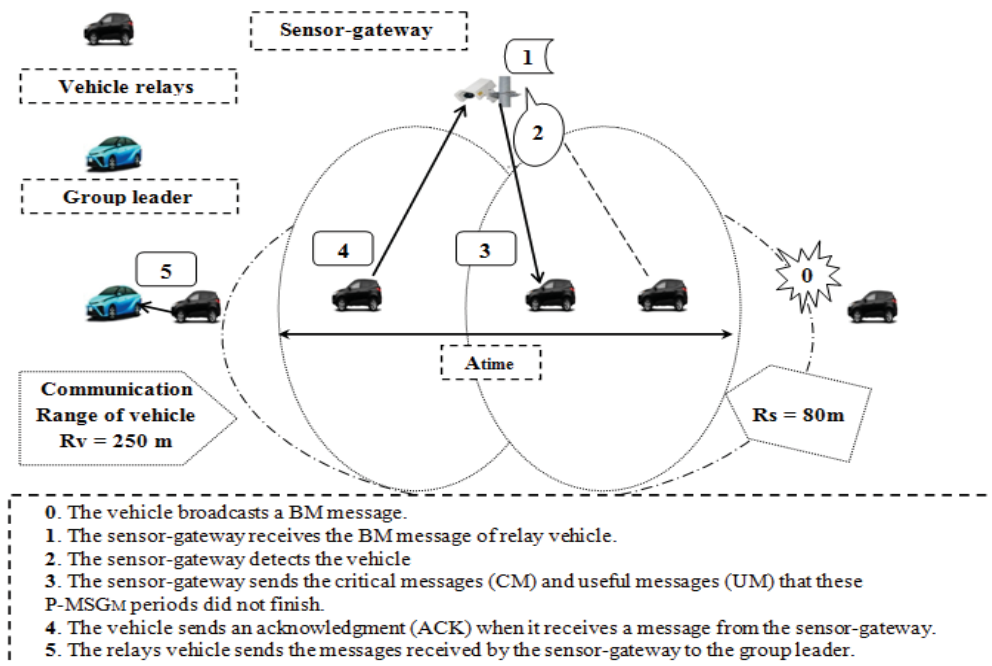 Sensor-gateway
1
Vehicle relays
2
Group leader
4
3
5
0
Atime
Communication
Range of vehicle
Rv = 250 m
Rs = 80m
0. The vehicle broadcasts a BM message.
1. The sensor-gateway receives the BM message of relay vehicle.
2. The sensor-gateway detects the vehicle
3. The sensor-gateway sends the critical messages (CM) and useful messages (UM) that these
P-MSGM periods did not finish.
4. The vehicle sends an acknowledgment (ACK) when it receives a message from the sensor-gateway.
5. The relays vehicle sends the messages received by the sensor-gateway to the group leader.